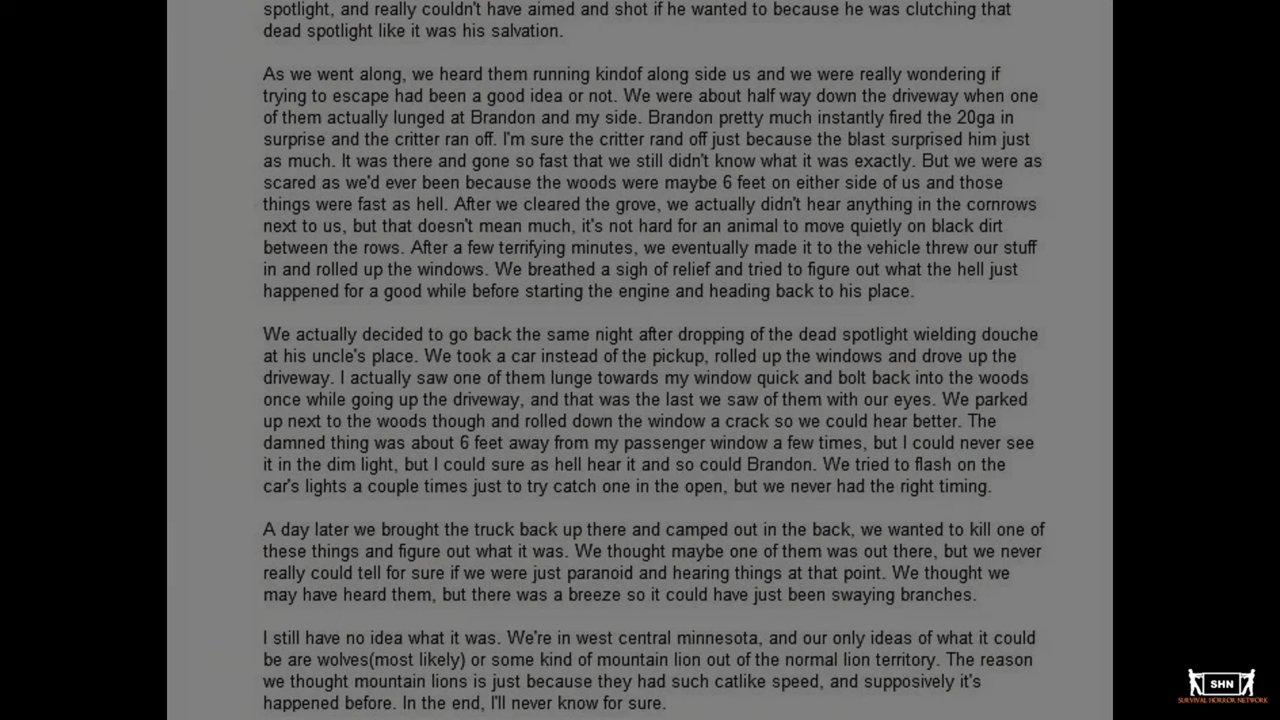 spotlight, and really couldn't have aimed and shot if he wanted to because he was clutching that
dead spotlight like it was his salvation.
As we went along, we heard them running kindof along side us and we were really wondering if
trying to escape had been a good idea or not. We were about half way down the driveway when one
of them actually lunged at Brandon and my side. Brandon pretty much instantly fired the 20ga in
surprise and the critter ran off. I'm sure the critter rand off just because the blast surprised him just
as much. It was there and gone so fast that we still didn't know what it was exactly. But we were as
scared as we'd ever been because the woods were maybe 6 feet on either side of us and those
things were fast as hell. After we cleared the grove, we actually didn't hear anything in the cornrows
next to us, but that doesn't mean much, it's not hard for an animal to move quietly on black dirt
between the rows. After a few terrifying minutes, we eventually made it to the vehicle threw our stuff
in and rolled up the windows. We breathed a sigh of relief and tried to figure out what the hell just
happened for a good while before starting the engine and heading back to his place.
We actually decided to go back the same night after dropping of the dead spotlight wielding douche
at his uncle's place. We took a car instead of the pickup, rolled up the windows and drove up the
driveway. I actually saw one of them lunge towards my window quick and bolt back into the woods
once while going up the driveway, and that was the last we saw of them with our eyes. We parked
up next to the woods though and rolled down the window a crack so we could hear better. The
damned thing was about 6 feet away from my passenger window a few times, but I could never see
it in the dim light, but I could sure as hell hear it and so could Brandon. We tried to flash on the
car's lights a couple times just to try catch one in the open, but we never had the right timing.
A day later we brought the truck back up there and camped out in the back, we wanted to kill one of
these things and figure out what it was. We thought maybe one of them was out there, but we never
really could tell for sure if we were just paranoid and hearing things at that point. We thought we
may have heard them, but there was a breeze so it could have just been swaying branches.
I still have no idea what it was. We're in west central minnesota, and our only ideas of what it could
be are wolves(most likely) or some kind of mountain lion out of the normal lion territory. The reason
we thought mountain lions is just because they had such catlike speed, and supposively it's
happened before. In the end, I'll never know for sure.
SHN
SURVIVAL HORROR NETWORK